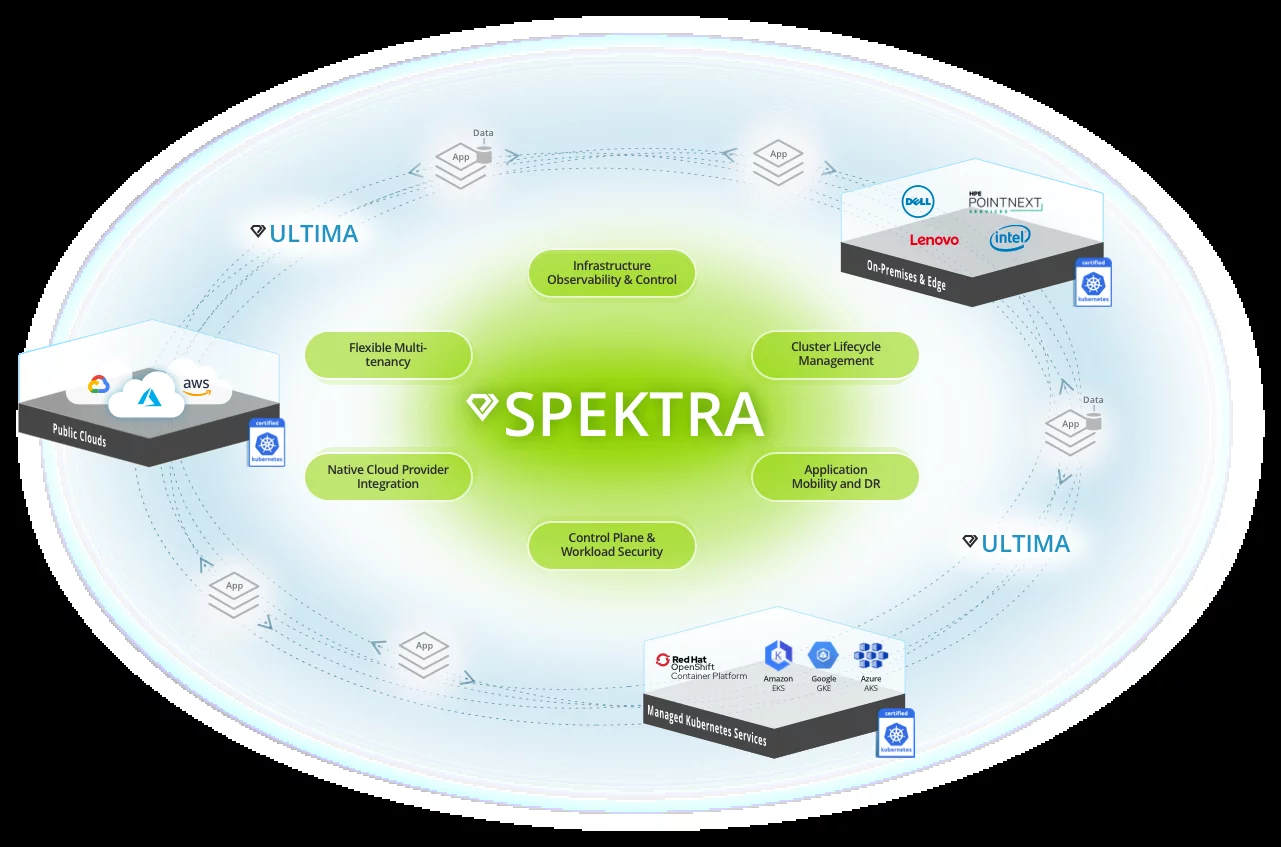 Data
App
App
ULTIMA
DELL
HPE
POINTNEXT
SERVICES
Lenovo
intel
On-Premises & Edge
certified
kubernetes
Infrastructure
Observability & Control
Flexible Multi-
tenancy
Cluster Lifecycle
Management
aws
Public Clouds
certified
kubernetes
SPEKTRA
Data
App
Native Cloud Provider
Integration
Application
Mobility and DR
Control Plane &
Workload Security
ULTIMA
App
App
Red Hat
OpenShift
Container Platform
Amazon
EKS
Google
GKE
Azure
AKS
Managed Kubernetes Services
certified
kubernetes